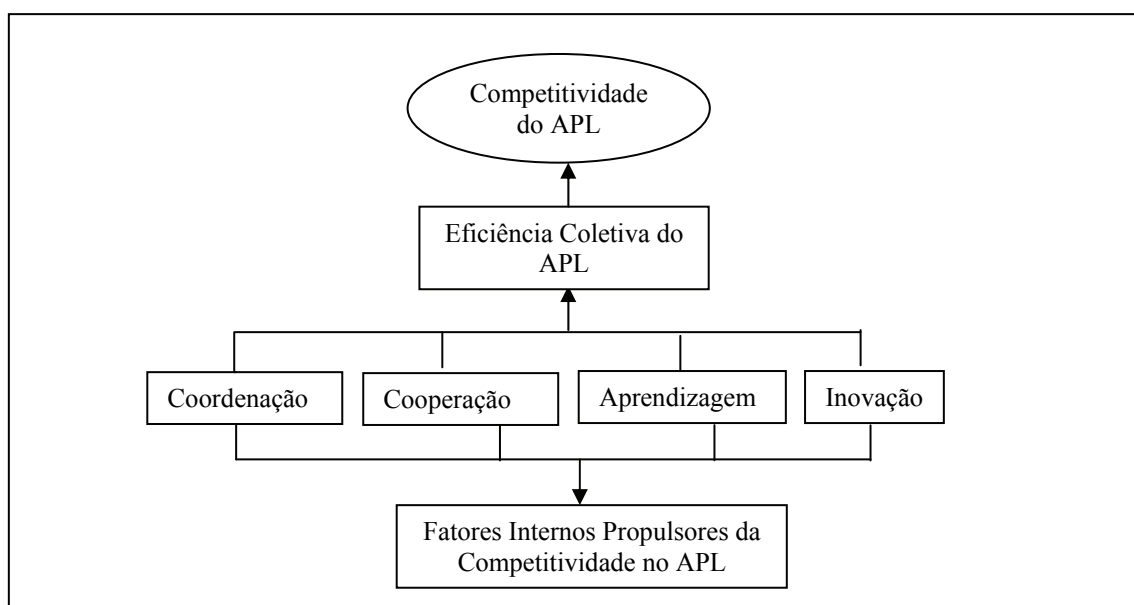 Competitividade
do APL
Eficiência Coletiva do
APL
Coordenação
Cooperação
Aprendizagem
Inovação
Fatores Internos Propulsores da
Competitividade no APL